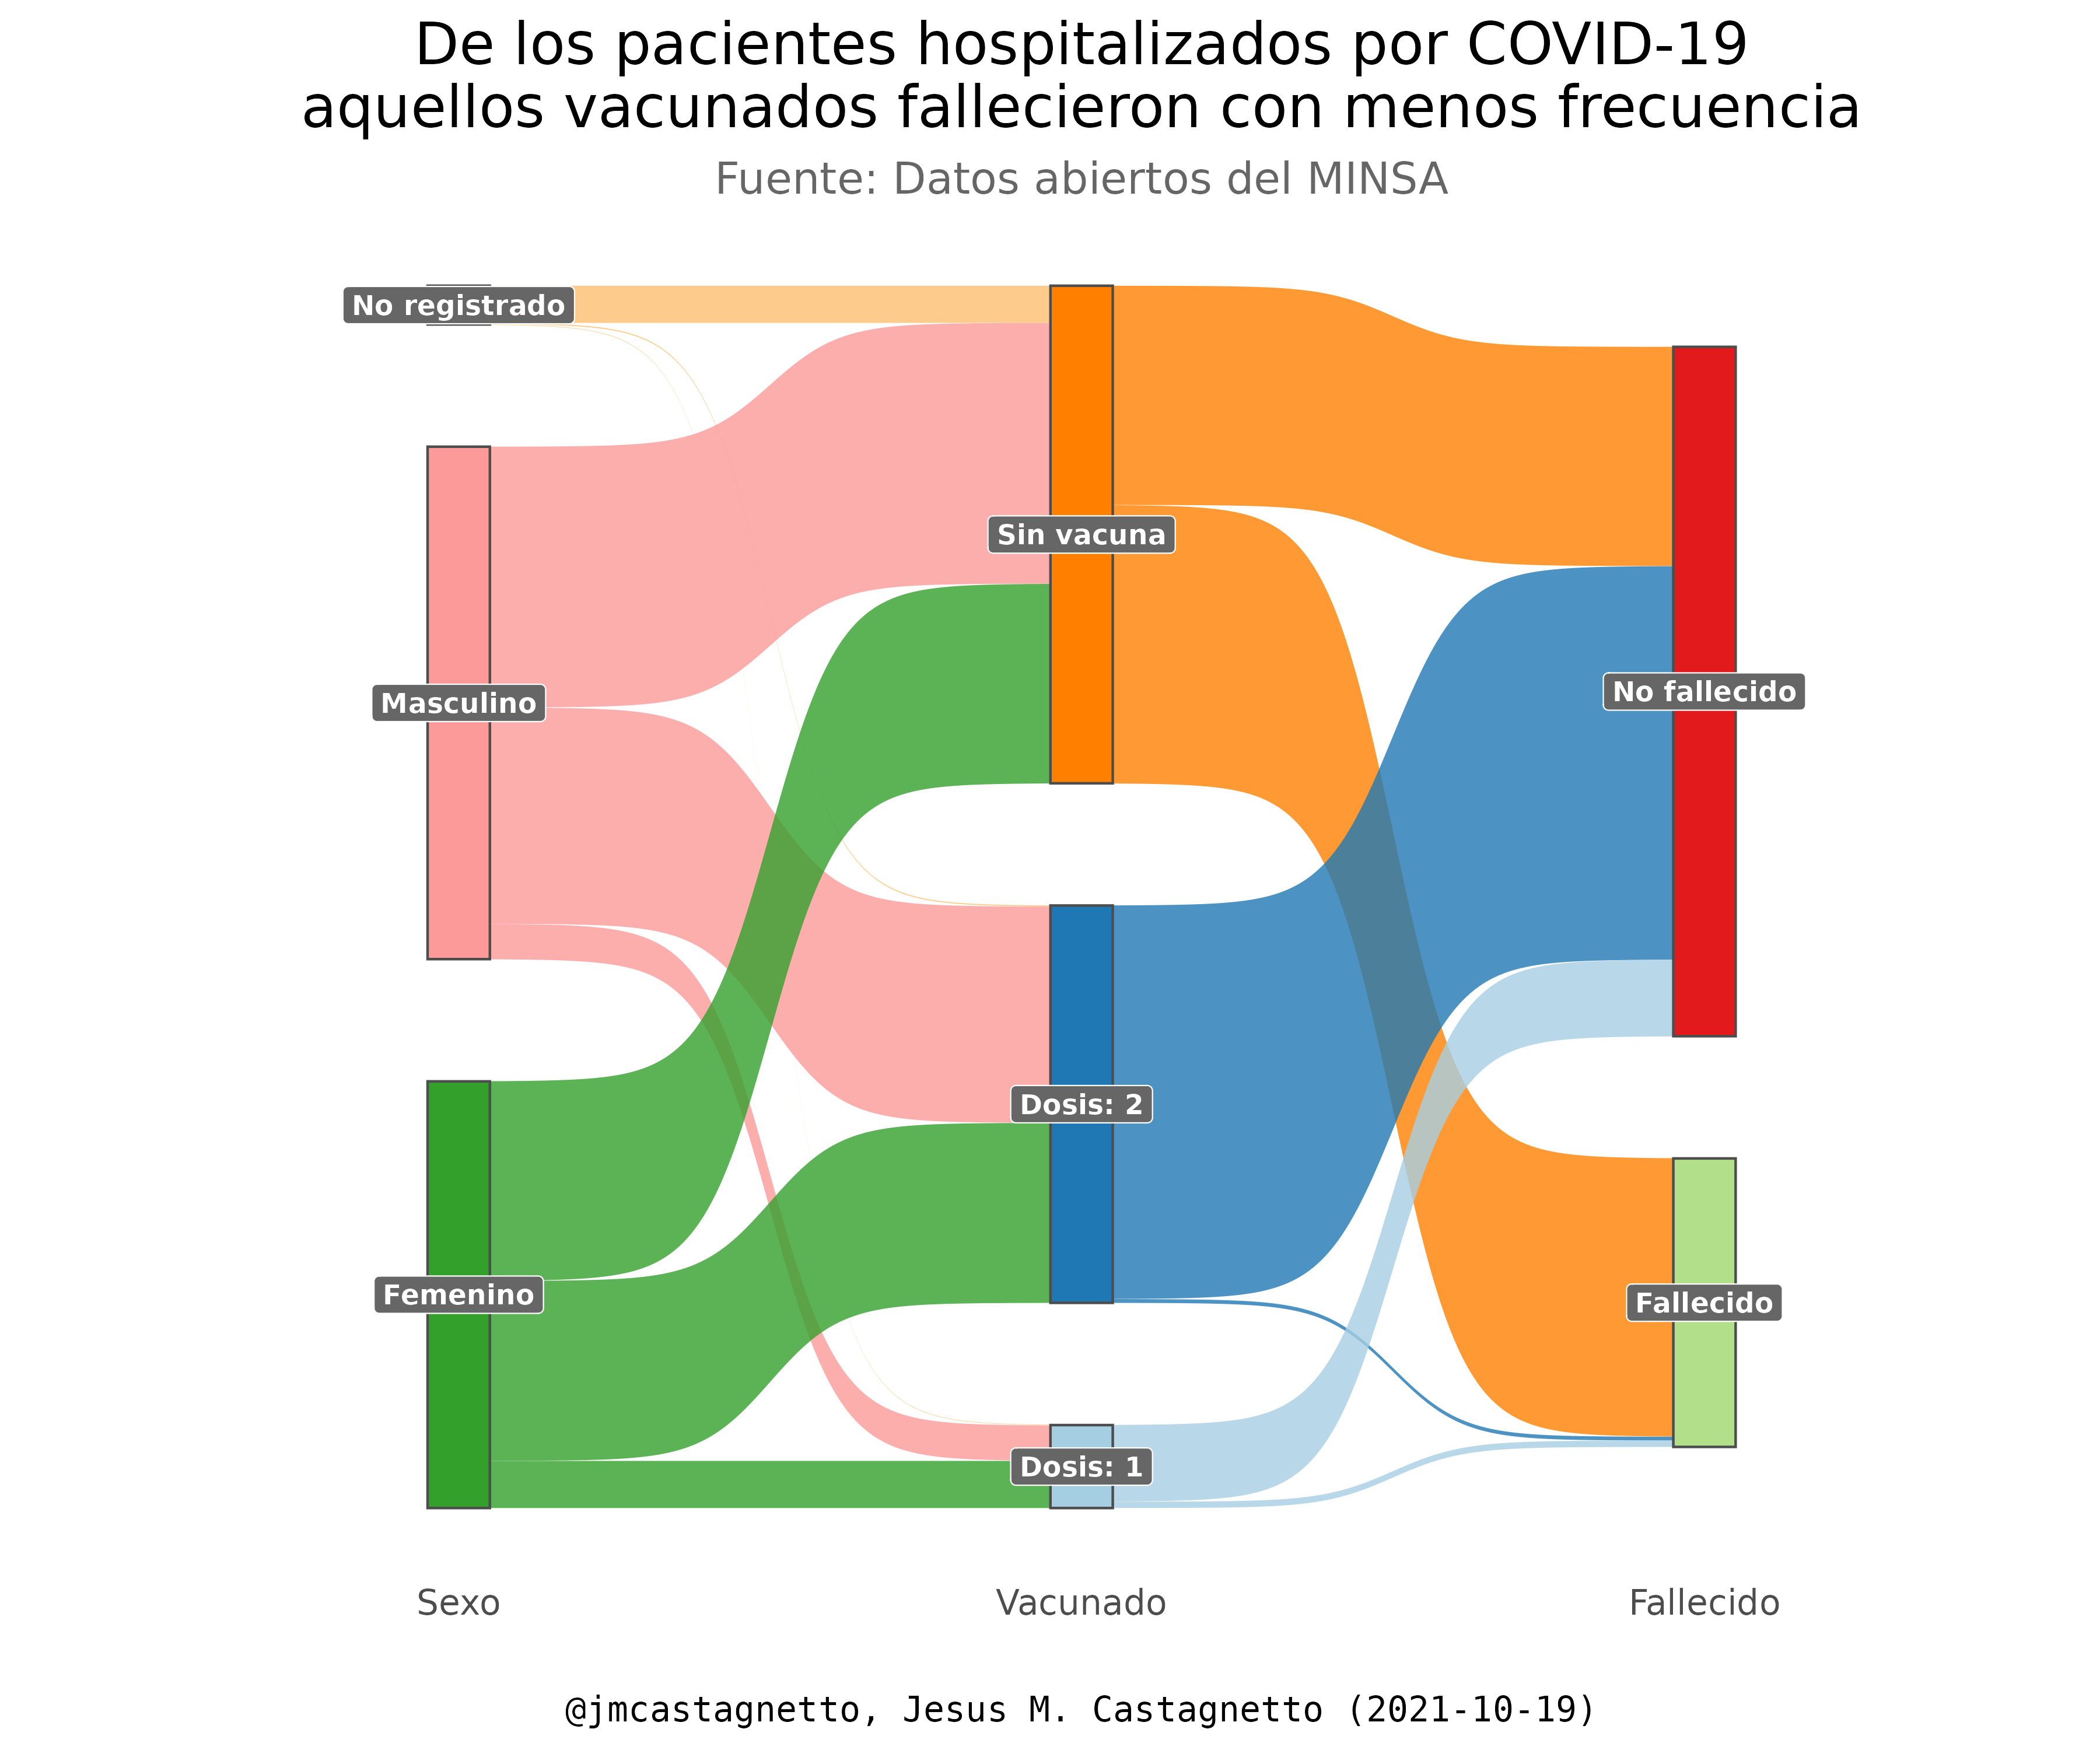 De los pacientes hospitalizados por COVID-19
aquellos vacunados fallecieron con menos frecuencia
Fuente: Datos abiertos del MINSA
No registrado
Sin vacuna
No fallecido
Masculino
Dosis: 2
Femenino
Fallecido
Dosis: 1
Sexo
Vacunado
Fallecido
@jmcastagnetto, Jesus M. Castagnetto (2021-10-19)